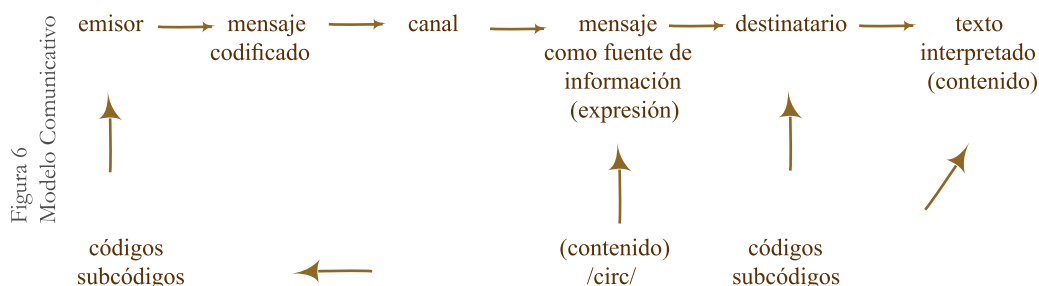 Figura 6
Modelo Comunicativo
emisor
mensaje
codificado
canal
mensaje
como fuente de
información
(expresión)
destinatario
texto
interpretado
(contenido)
códigos
subcódigos
(contenido)
/circ/
códigos
subcódigos